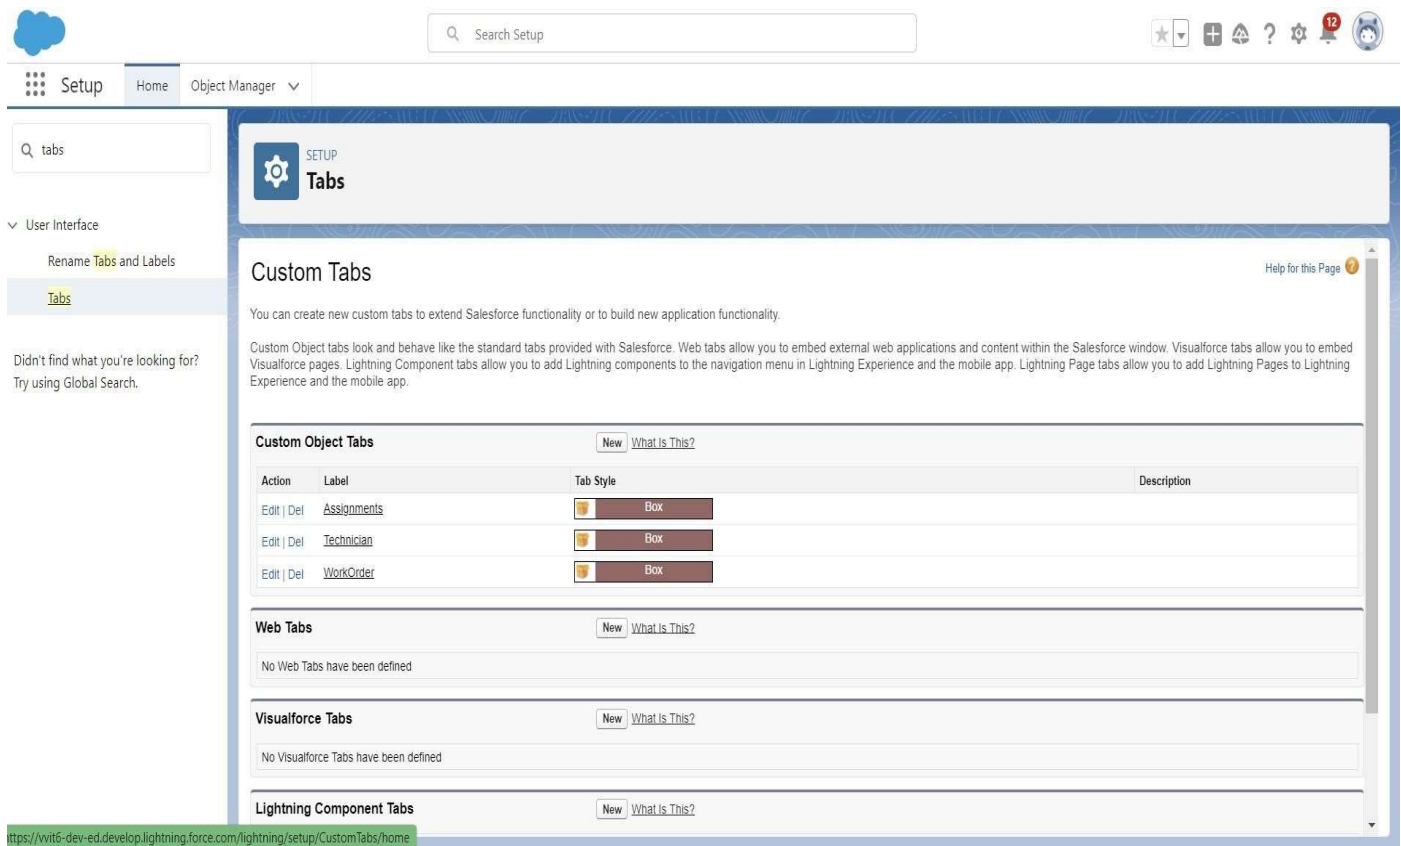 Search Setup
12
Setup
Home
Object Manager
tabs
SETUP
Tabs
User Interface
Rename Tabs and Labels
Tabs
Didn't find what you're looking for?
Try using Global Search.
Custom Tabs
Help for this Page
You can create new custom tabs to extend Salesforce functionality or to build new application functionality.
Custom Object tabs look and behave like the standard tabs provided with Salesforce. Web tabs allow you to embed external web applications and content within the Salesforce window. Visualforce tabs allow you to embed
Visualforce pages. Lightning Component tabs allow you to add Lightning components to the navigation menu in Lightning Experience and the mobile app. Lightning Page tabs allow you to add Lightning Pages to Lightning
Experience and the mobile app.
Custom Object Tabs New What Is This?
Action Label Tab Style Description
Edit | Del Assignments Box
Edit | Del Technician Box
Edit | Del WorkOrder Box
Web Tabs New What Is This?
No Web Tabs have been defined
Visualforce Tabs New What Is This?
No Visualforce Tabs have been defined
Lightning Component Tabs New What Is This?
ttps://vvit6-dev-ed.develop.lightning.force.com/lightning/setup/CustomTabs/home